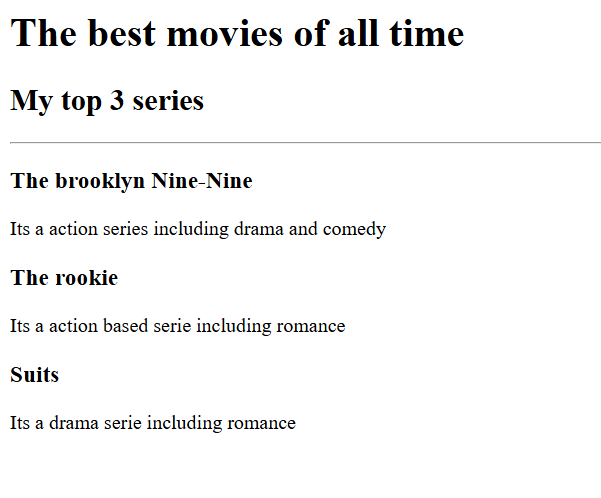 The best movies of all time
My top 3 series
The brooklyn Nine-Nine
Its a action series including drama and comedy
The rookie
Its a action based serie including romance
Suits
Its a drama serie including romance